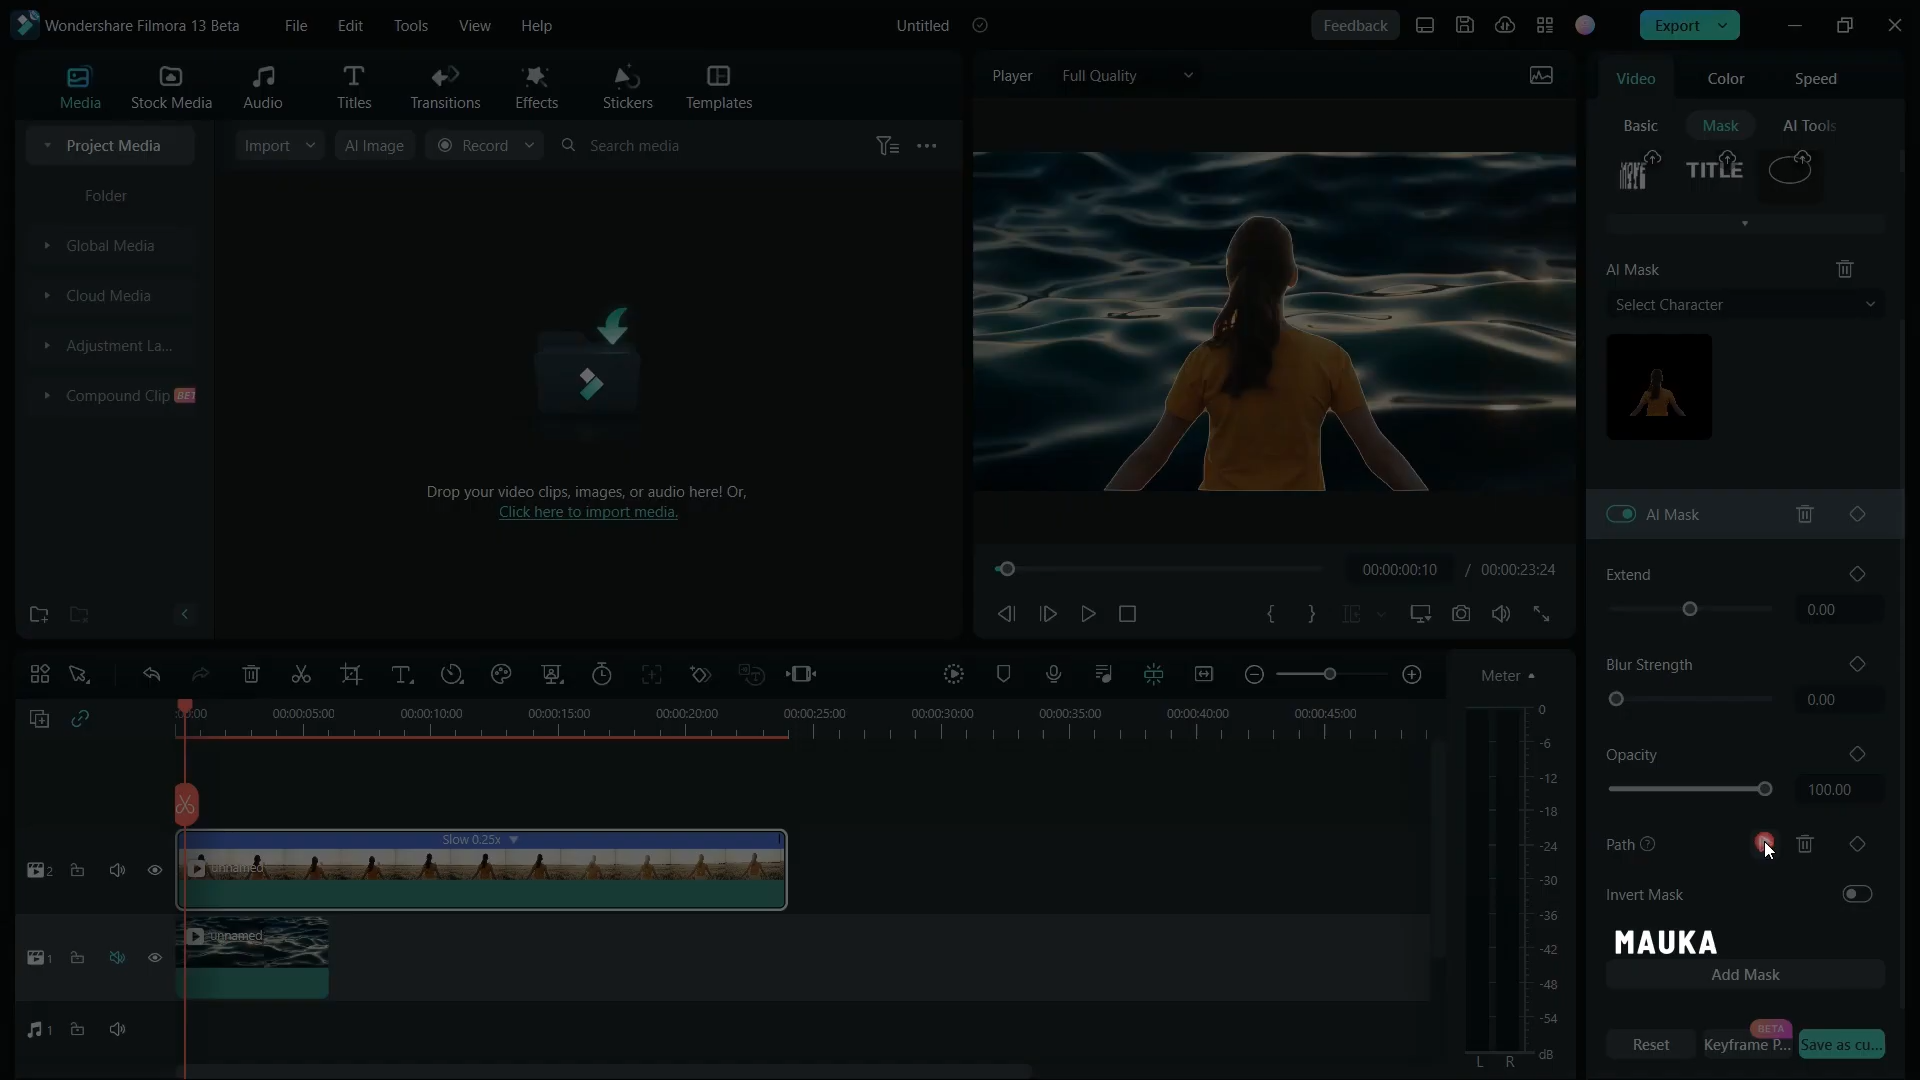 Wondershare Filmora 13 Beta
File
Edit
Tools
View
Help
Untitled
Feedback
Export
Media
Stock Media
Audio
Titles
Transitions
Effects
Stickers
Templates
Player
Full Quality
Video
Color
Speed
Project Media
Import
AI Image
Record
Search media
Basic
Mask
AI Tools
TITLE
Folder
Global Media
Cloud Media
Adjustment La...
Compound Clip BET
AI Mask
Select Character
Drop your video clips, images, or audio here! Or,
Click here to import media.
AI Mask
00:00:00:10 / 00:00:23:24
Extend
0.00
Blur Strength
0.00
Meter
:00:00
00:00:05:00
00:00:10:00
00:00:15:00
00:00:20:00
00:00:25:00
00:00:30:00
00:00:35:00
00:00:40:00
00:00:45:00
0
-6
-12
-18
-24
-30
-36
-42
-48
-54
dB
L R
Opacity
100.00
Slow 0.25x
2
unnamed
Path
Invert Mask
1
unnamed
MAUKA
Add Mask
1
BETA
Reset
Keyframe P...
Save as cu...